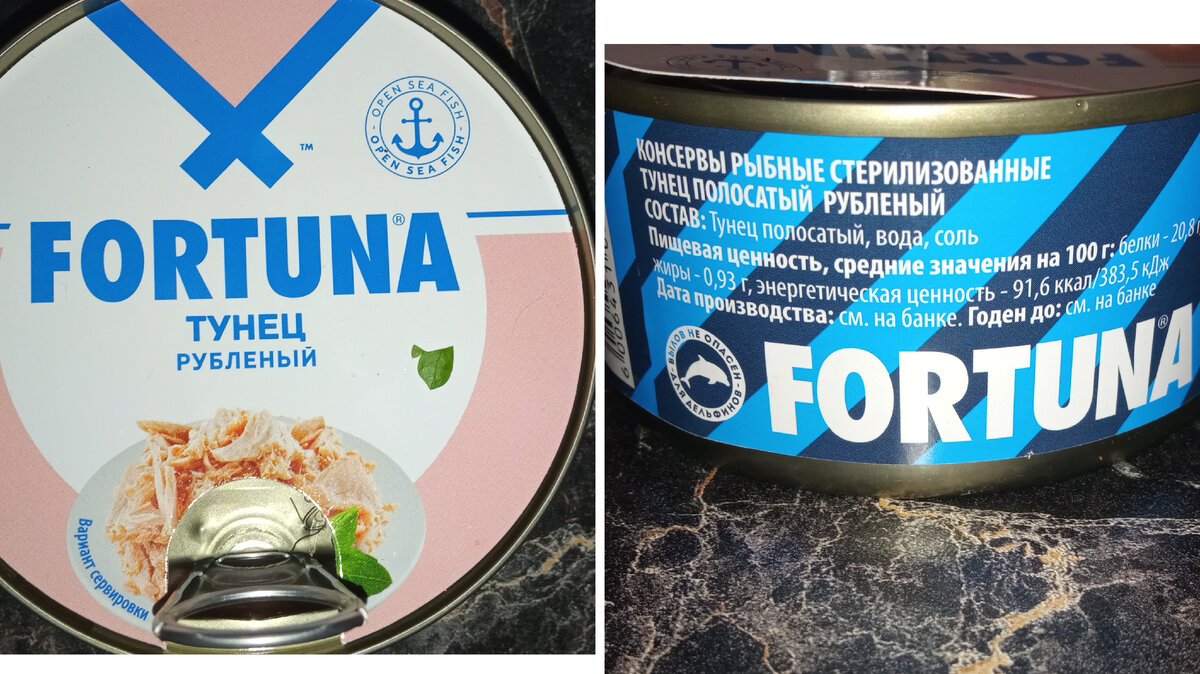 OPEN SEA FISH
OPEN SEA FISH
™
FORTUNA®
ТУНЕЦ
РУБЛЕНЫЙ
Вариант сервировки
FORTUNA
КОНСЕРВЫ РЫБНЫЕ СТЕРИЛИЗОВАННЫЕ
ТУНЕЦ ПОЛОСАТЫЙ РУБЛЕНЫЙ
СОСТАВ: Тунец полосатый, вода, соль
Пищевая ценность, средние значения на 100 г: белки - 20,8 г
жиры - 0,93 г, энергетическая ценность - 91,6 ккал/383,5 кДж
Дата производства: см. на банке. Годен до: см. на банке
ВЫЛОВ НЕ ОПАСЕН
ДЛЯ ДЕЛЬФИНОВ
FORTUNA®